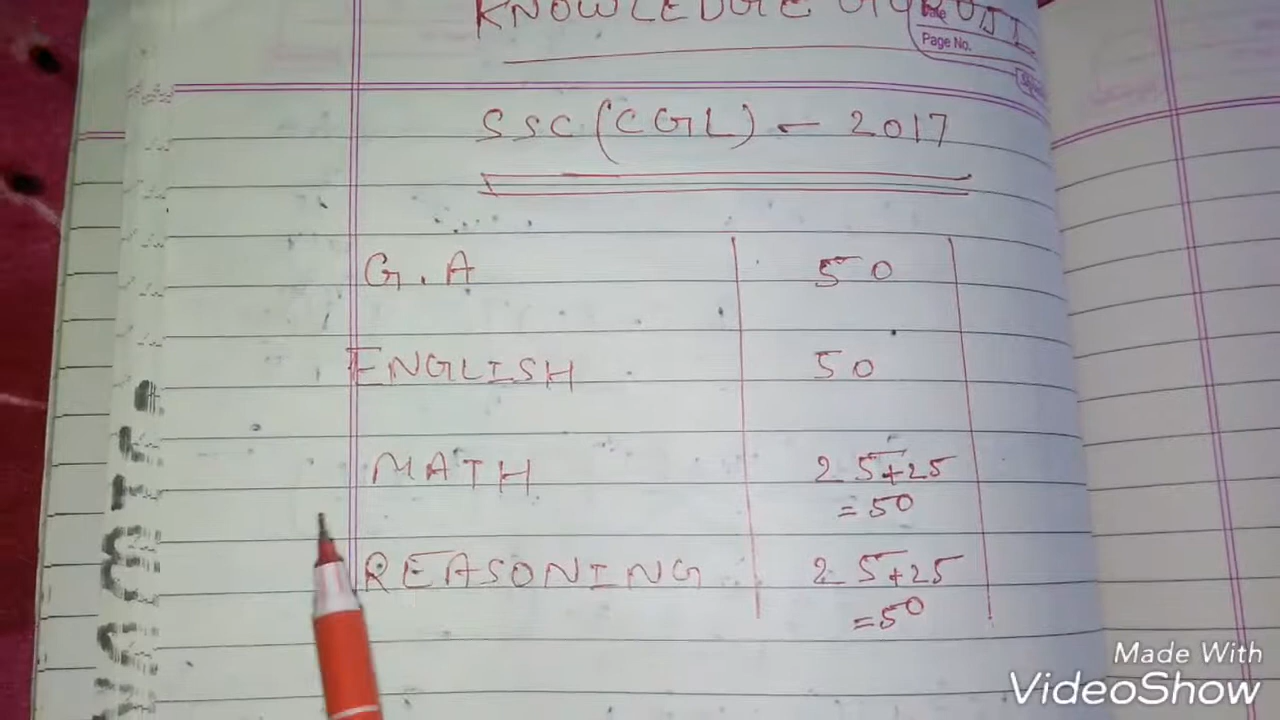 KNOWLEDGE
Page No.
SSC (CGL) - 2017
G.A 50
ENGLISH 50
MATH 25+25
=50
REASONING 25+25
=50
Made With
VideoShow